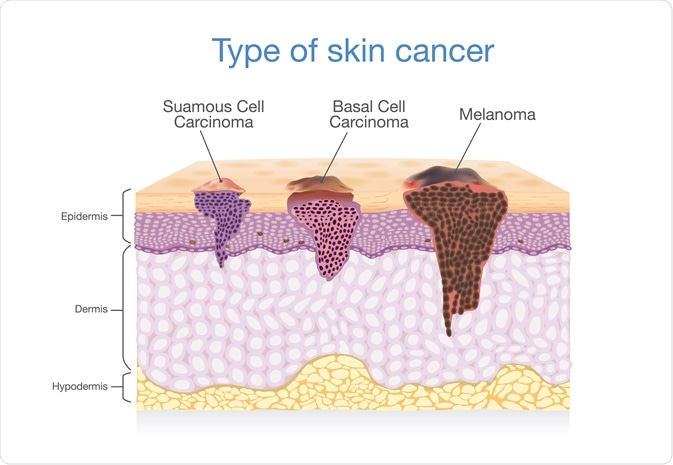 Type of skin cancer
Suamous Cell
Carcinoma
Basal Cell
Carcinoma
Melanoma
Epidermis
Dermis
Hypodermis